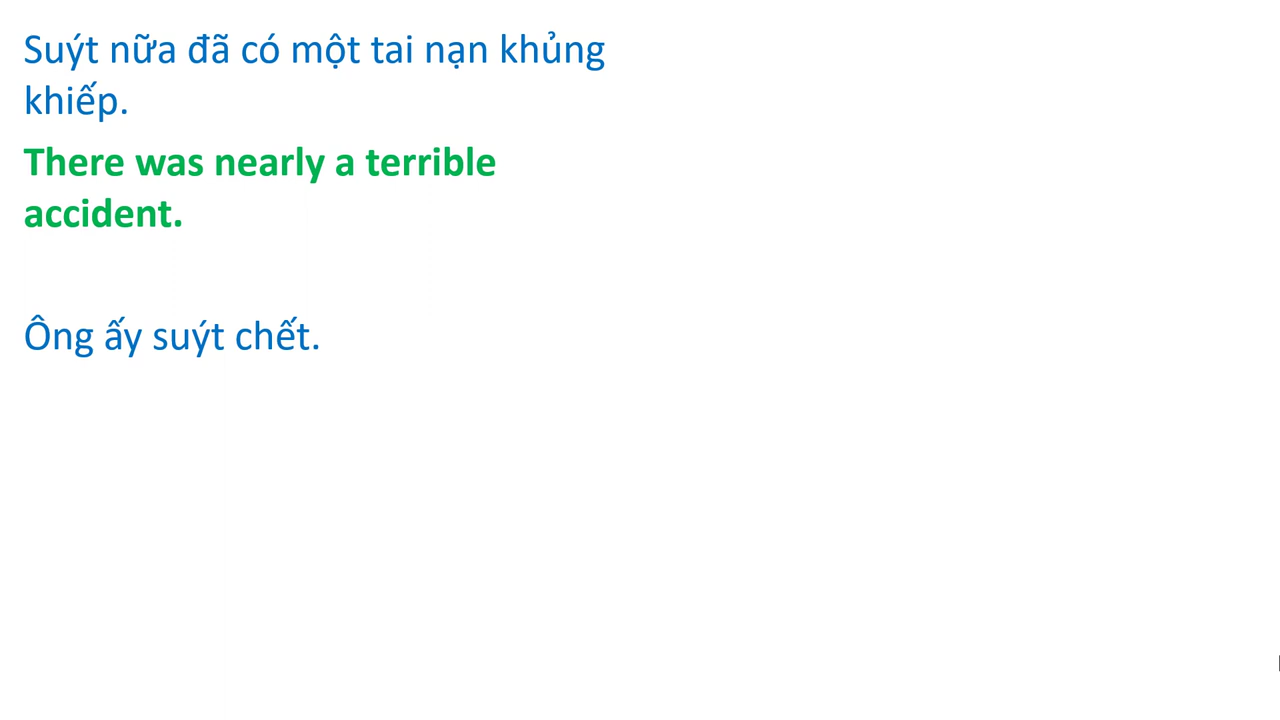 Suýt nữa đã có một tai nạn khủng
khiếp.
There was nearly a terrible
accident.
Ông ấy suýt chết.